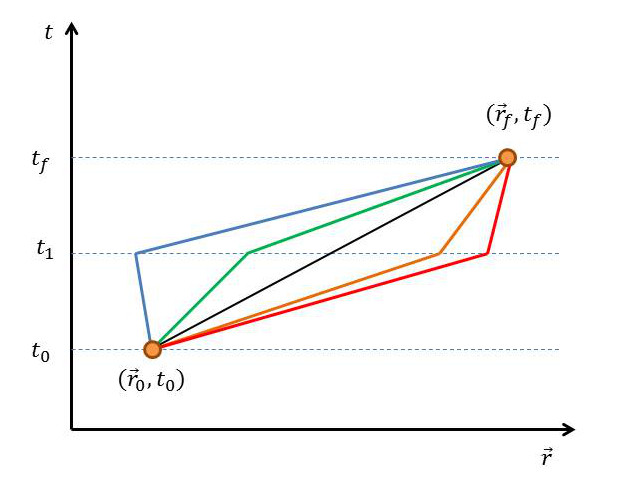 t
(r⃗_f, t_f)
t_f
t_1
t_0
(r⃗_0, t_0)
r⃗